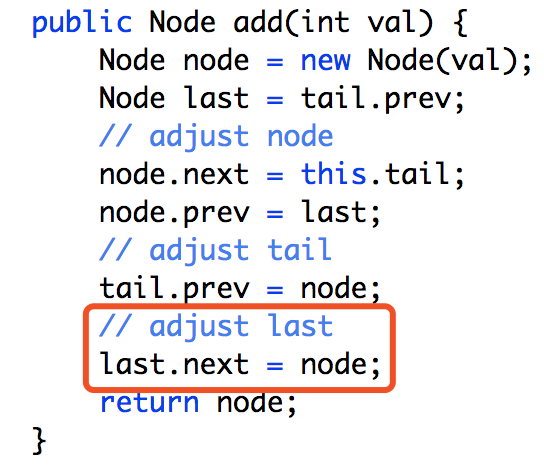 public Node add(int val) {
    Node node = new Node(val);
    Node last = tail.prev;
    // adjust node
    node.next = this.tail;
    node.prev = last;
    // adjust tail
    tail.prev = node;
    // adjust last
    last.next = node;
    return node;
}